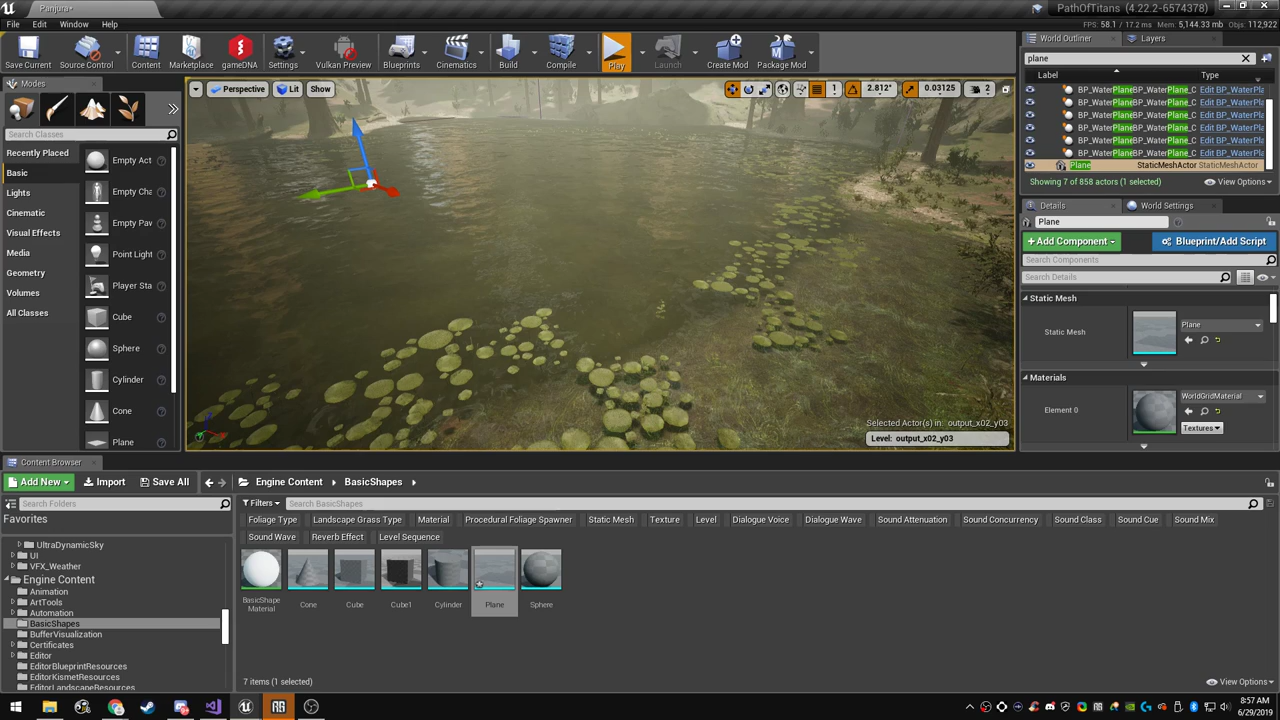 Panjura*
PathOfTitans (4.22.2-6574378)
File Edit Window Help
FPS: 58.1 / 17.2 ms Mem: 5,144.33 mb Objs: 112,922
Save Current
Source Control
Content
Marketplace
gameDNA
Settings
Vulkan Preview
Blueprints
Cinematics
Build
Compile
Play
Launch
Create Mod
Package Mod
Modes
Search Classes
Recently Placed
Basic
Lights
Cinematic
Visual Effects
Media
Geometry
Volumes
All Classes
Empty Act
Empty Cha
Empty Pav
Point Light
Player Sta
Cube
Sphere
Cylinder
Cone
Plane
Perspective
Lit
Show
1
2.812°
0.03125
2
Selected Actor(s) in: output_x02_y03
Level: output_x02_y03
World Outliner
Layers
plane
Label Type
BP_WaterPlaneBP_WaterPlane_C Edit BP_WaterPla
BP_WaterPlaneBP_WaterPlane_C Edit BP_WaterPla
BP_WaterPlaneBP_WaterPlane_C Edit BP_WaterPla
BP_WaterPlaneBP_WaterPlane_C Edit BP_WaterPla
BP_WaterPlaneBP_WaterPlane_C Edit BP_WaterPla
BP_WaterPlaneBP_WaterPlane_C Edit BP_WaterPla
Plane StaticMeshActor StaticMeshActor
Showing 7 of 858 actors (1 selected)
View Options
Details
World Settings
Plane
+Add Component
Blueprint/Add Script
Search Components
Search Details
Static Mesh
Static Mesh
Plane
Materials
Element 0
WorldGridMaterial
Textures
Content Browser
Add New
Import
Save All
Engine Content
BasicShapes
Search Folders
Favorites
UltraDynamicSky
UI
VFX_Weather
Engine Content
Animation
ArtTools
Automation
BasicShapes
BufferVisualization
Certificates
Editor
EditorBlueprintResources
EditorKismetResources
EditorLandscapeResources
Filters
Search BasicShapes
Foliage Type Landscape Grass Type Material Procedural Foliage Spawner Static Mesh Texture Level Dialogue Voice Dialogue Wave Sound Attenuation Sound Concurrency Sound Class Sound Cue Sound Mix
Sound Wave Reverb Effect Level Sequence
BasicShape
Material
Cone
Cube
Cube1
Cylinder
Plane
Sphere
7 items (1 selected)
View Options
8:57 AM
6/29/2019